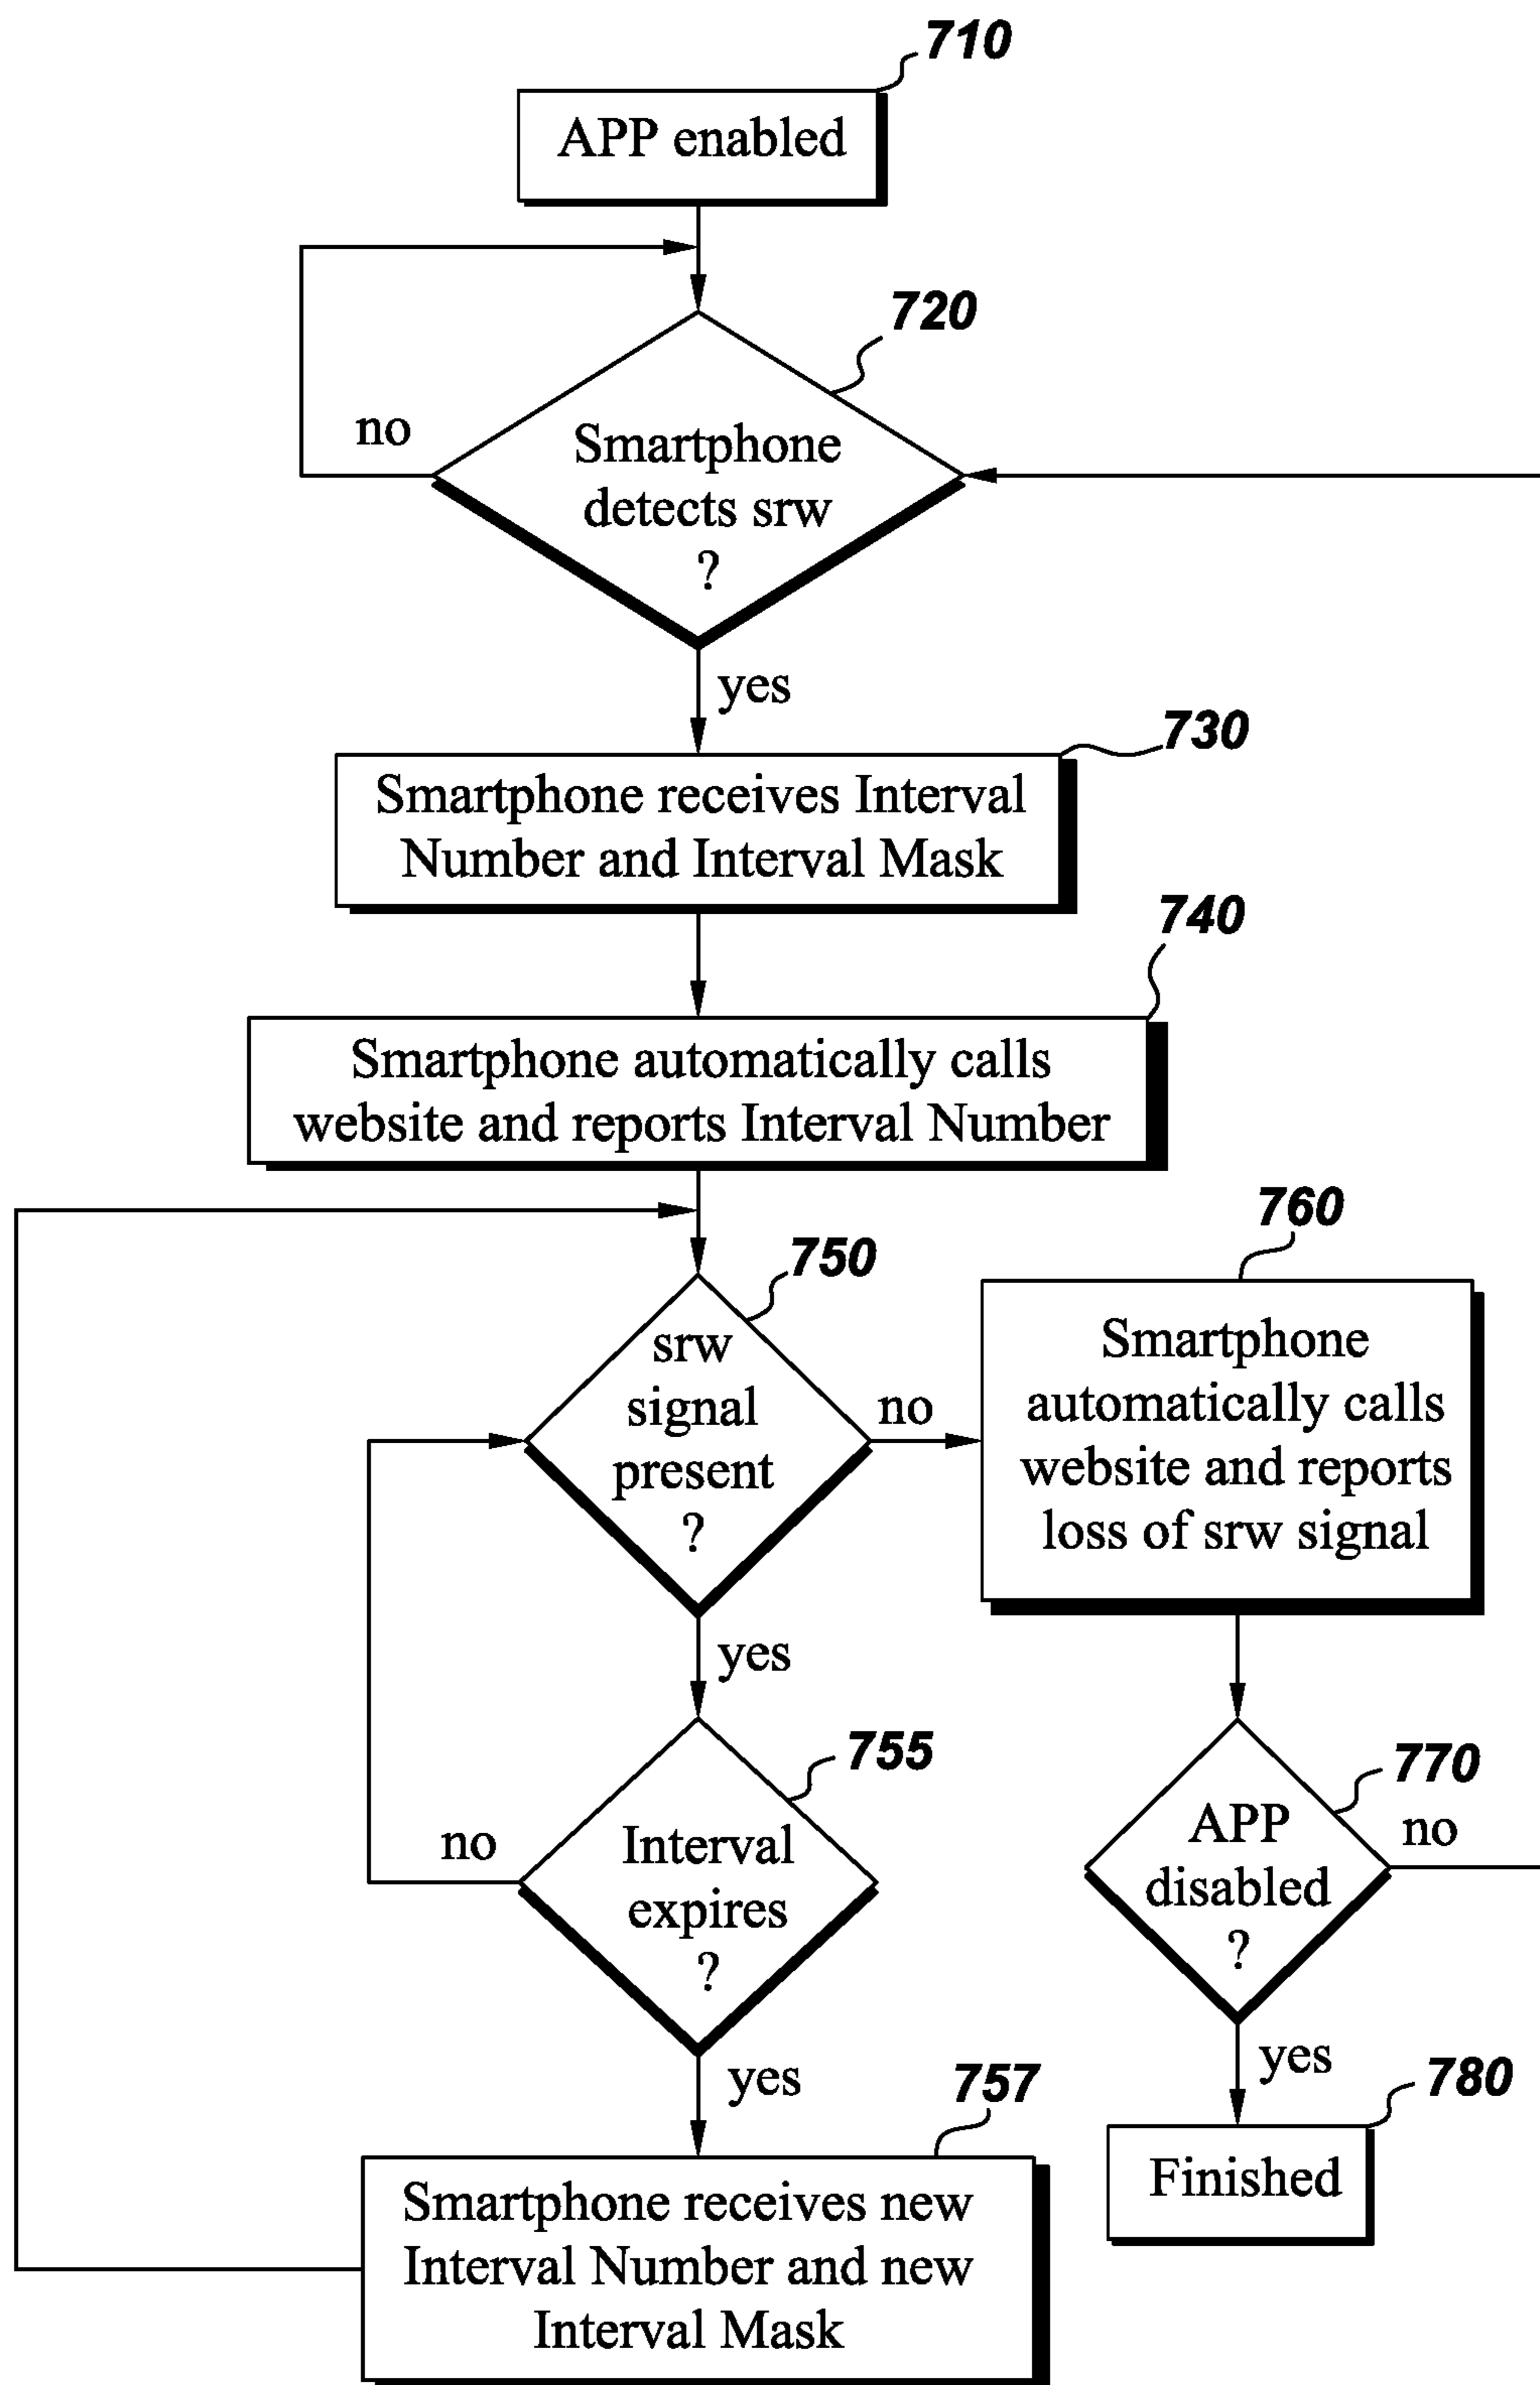 710
APP enabled
720
no
Smartphone
detects srw
?
yes
730
Smartphone receives Interval
Number and Interval Mask
740
Smartphone automatically calls
website and reports Interval Number
750
760
srw
signal
present
?
no
Smartphone
automatically calls
website and reports
loss of srw signal
yes
755
770
no
Interval
expires
?
APP
disabled
?
no
yes
yes
757
780
Smartphone receives new
Interval Number and new
Interval Mask
Finished